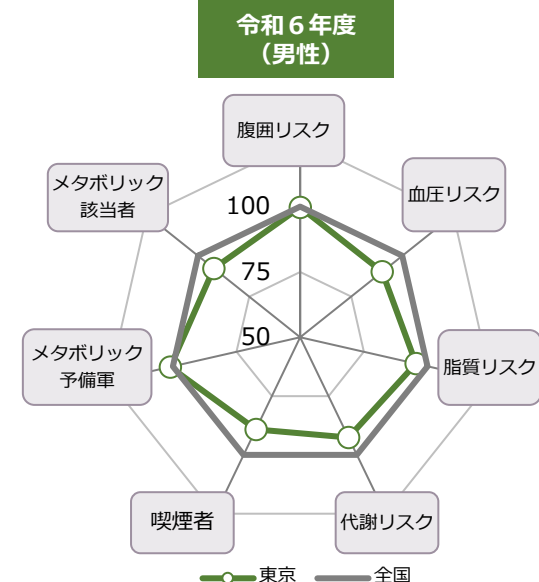 令和６年度
（男性）
腹囲リスク
メタボリック
該当者
血圧リスク
100
75
50
メタボリック
予備軍
脂質リスク
喫煙者
代謝リスク
東京
全国